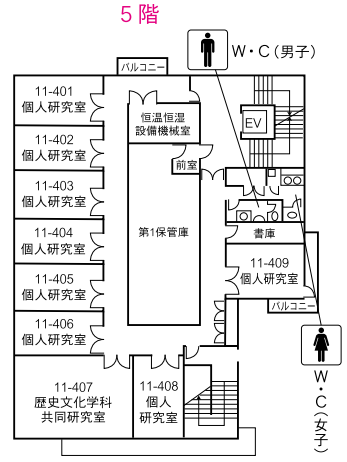 5階
バルコニー
W・C(男子)
11-401
個人研究室
恒温恒湿
設備機械室
EV
11-402
個人研究室
前室
11-403
個人研究室
第1保管庫
書庫
11-404
個人研究室
11-409
個人研究室
11-405
個人研究室
バルコニー
11-406
個人研究室
11-407
歴史文化学科
共同研究室
11-408
個人
研究室
W・C(女子)